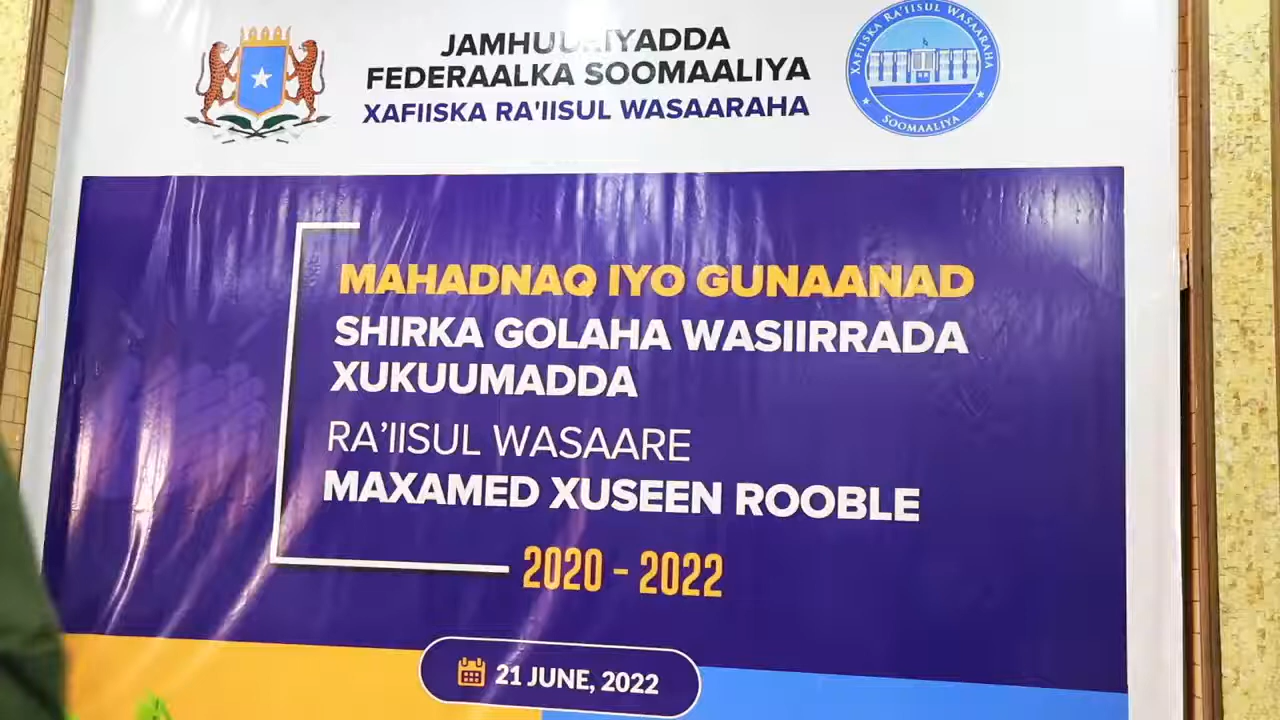 JAMHUURIYADDA
FEDERAALKA SOOMAALIYA
XAFIISKA RA'IISUL WASAARAHA
XAFIISKA RA'IISUL WASAARAHA
SOOMAALIYA
MAHADNAQ IYO GUNAANAD
SHIRKA GOLAHA WASIIRRADA
XUKUUMADDA
RA'IISUL WASAARE
MAXAMED XUSEEN ROOBLE
2020 - 2022
21 JUNE, 2022